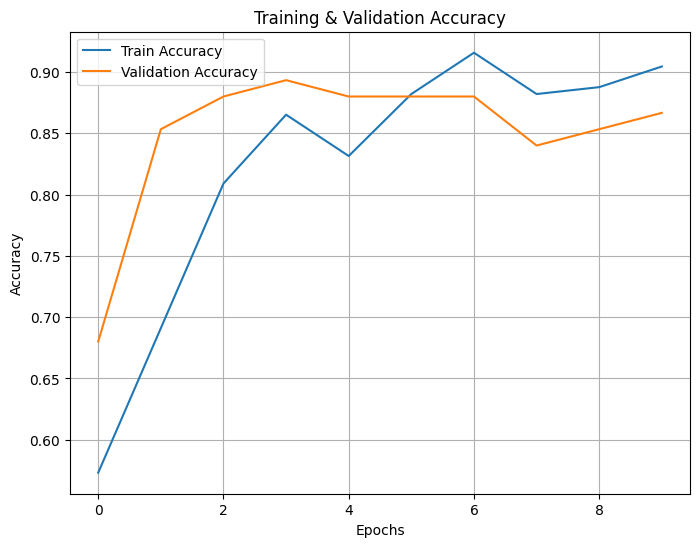 Training & Validation Accuracy
Train Accuracy
Validation Accuracy
0.90
0.85
0.80
0.75
0.70
0.65
0.60
Accuracy
0 2 4 6 8
Epochs